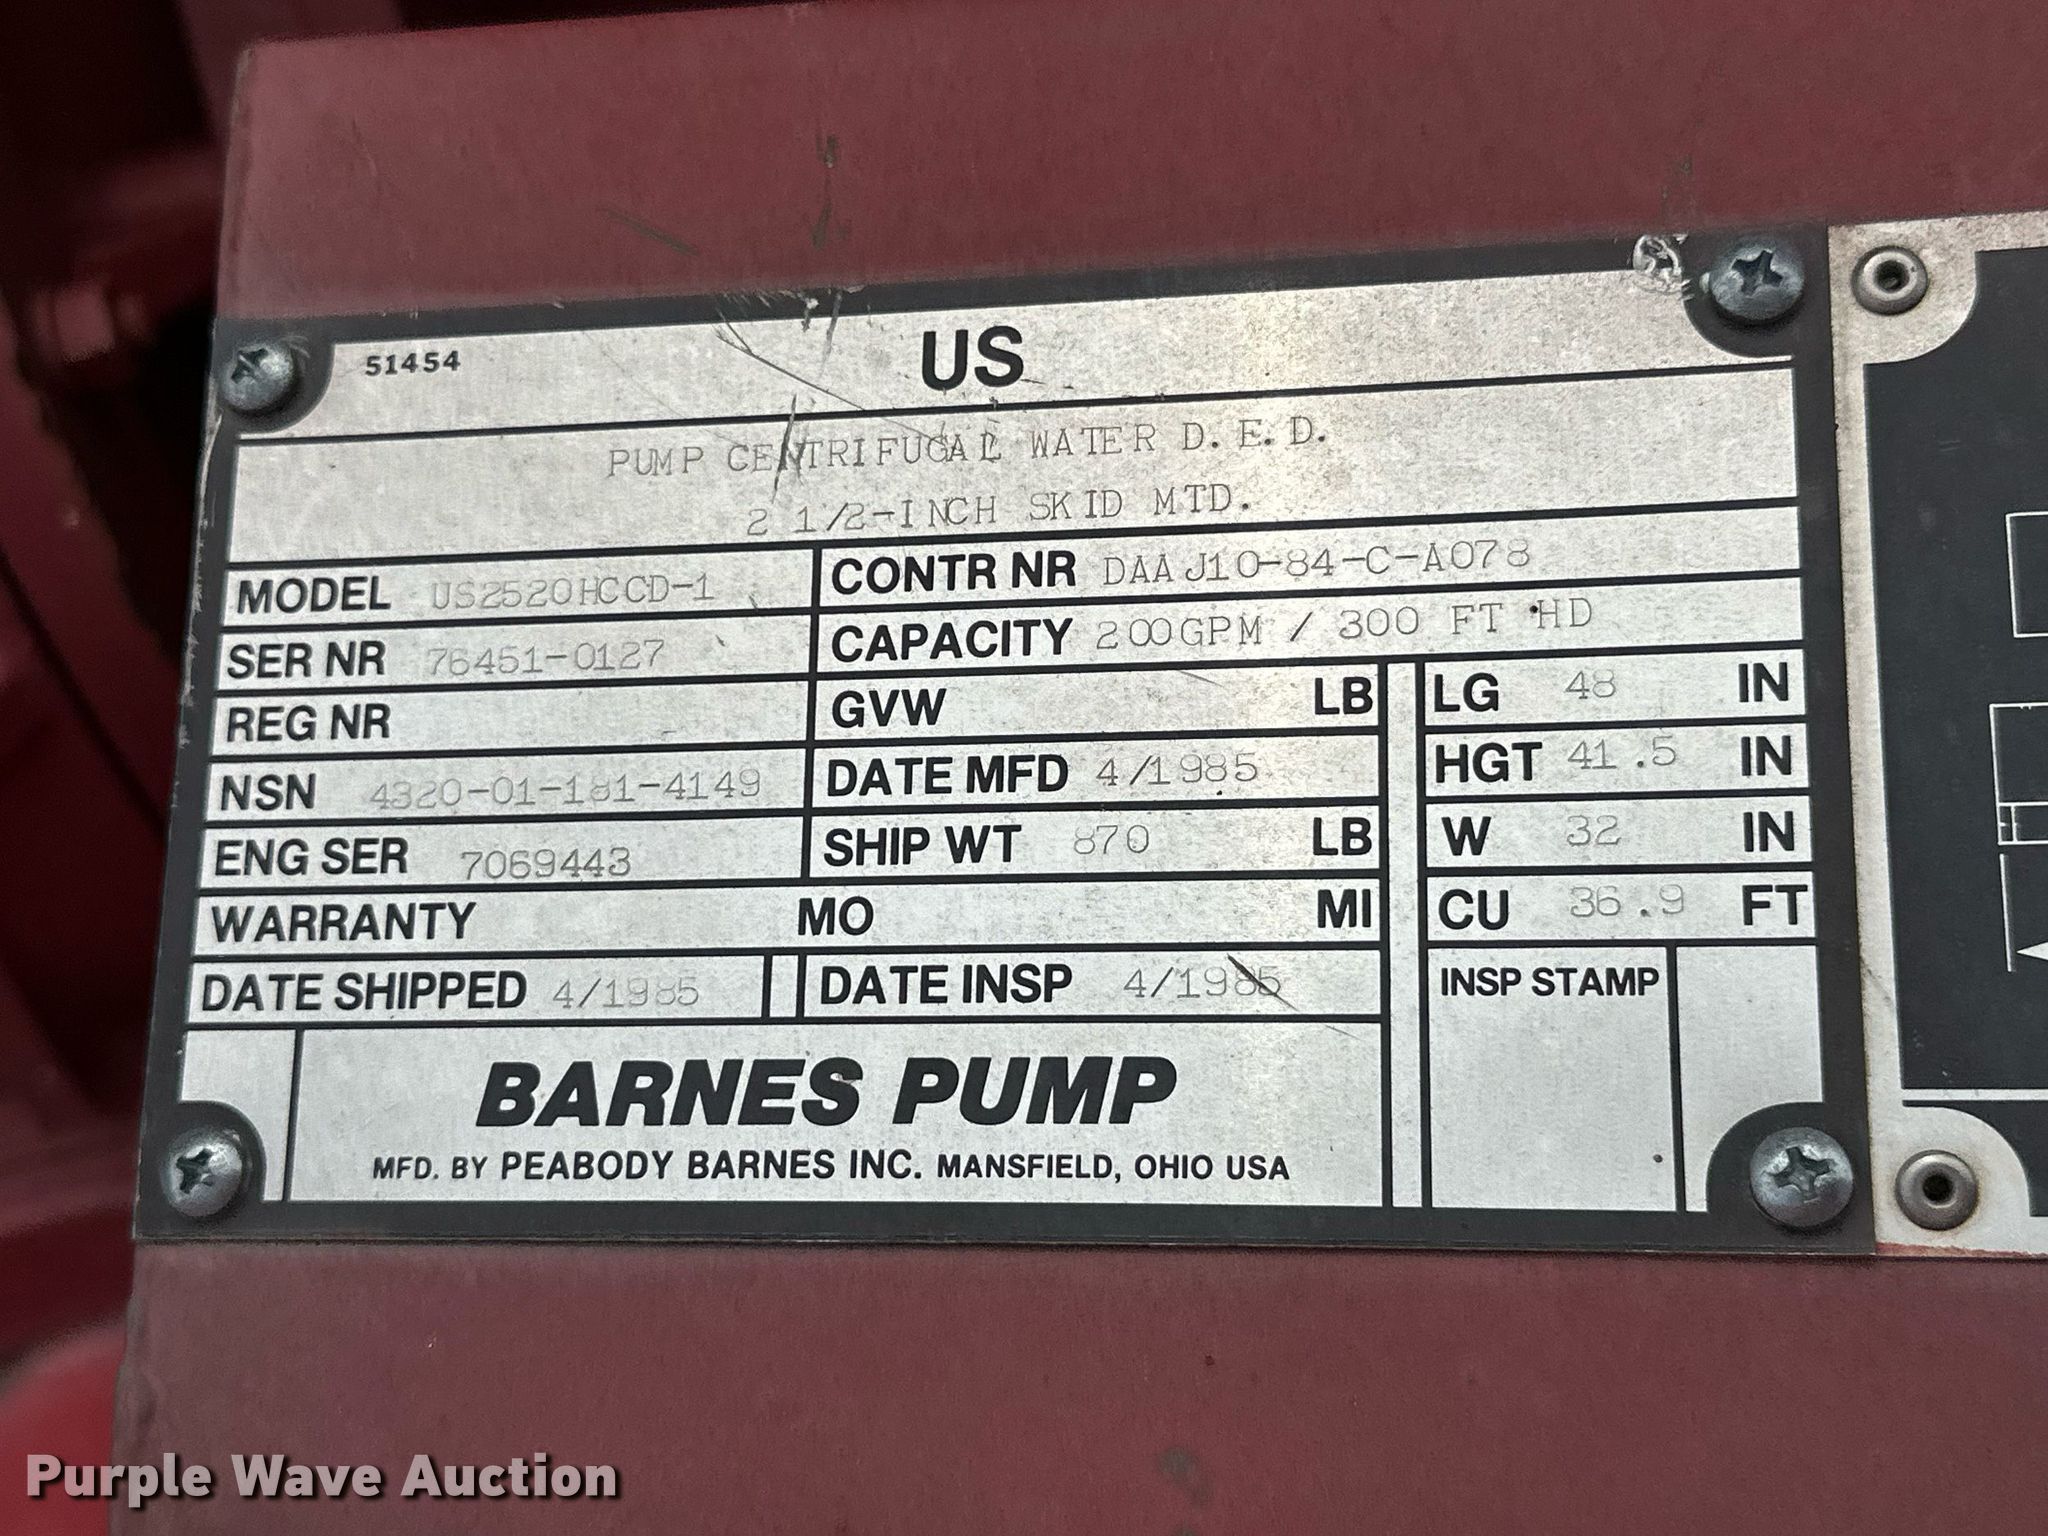 51454
US
PUMP CENTRIFUGAL WATER D.E.D.
2 1/2-INCH SKID MTD.
MODEL US2520HCCD-1
CONTR NR DAAJ10-84-C-A078
SER NR 76451-0127
CAPACITY 200GPM / 300 FT HD
REG NR
GVW LB
LG 48 IN
NSN 4320-01-181-4149
DATE MFD 4/1985
HGT 41.5 IN
ENG SER 7069443
SHIP WT 870 LB
W 32 IN
WARRANTY MO MI
CU 36.9 FT
DATE SHIPPED 4/1985
DATE INSP 4/1985
INSP STAMP
BARNES PUMP
MFD. BY PEABODY BARNES INC. MANSFIELD, OHIO USA
Purple Wave Auction